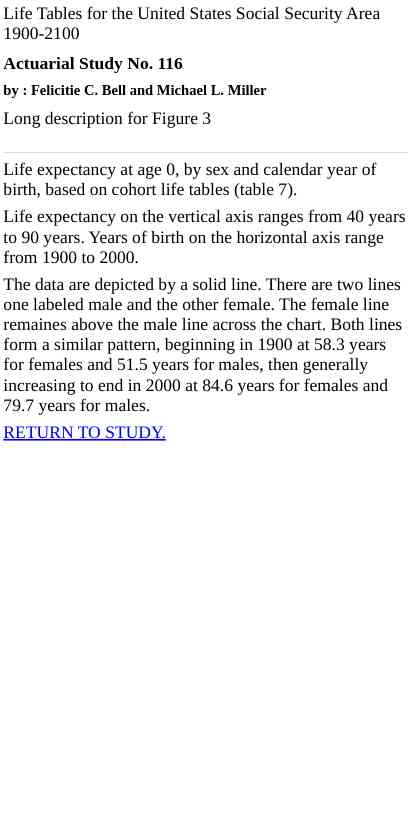 Life Tables for the United States Social Security Area
1900-2100
Actuarial Study No. 116
by : Felicitie C. Bell and Michael L. Miller
Long description for Figure 3
Life expectancy at age 0, by sex and calendar year of
birth, based on cohort life tables (table 7).
Life expectancy on the vertical axis ranges from 40 years
to 90 years. Years of birth on the horizontal axis range
from 1900 to 2000.
The data are depicted by a solid line. There are two lines
one labeled male and the other female. The female line
remaines above the male line across the chart. Both lines
form a similar pattern, beginning in 1900 at 58.3 years
for females and 51.5 years for males, then generally
increasing to end in 2000 at 84.6 years for females and
79.7 years for males.
RETURN TO STUDY.